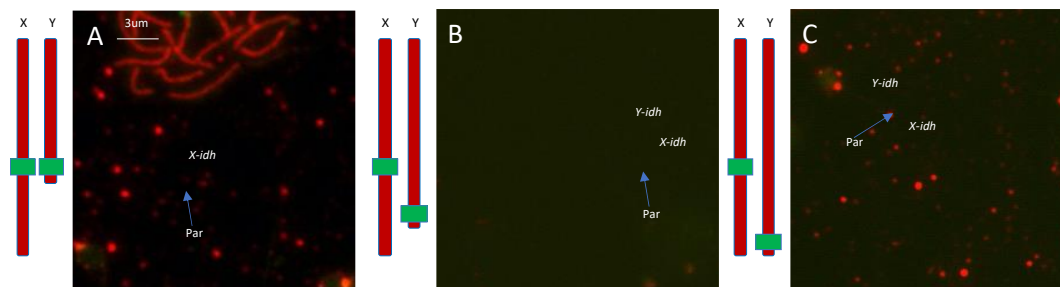 X Y
A
3um
X-idh
Par
X Y
B
Y-idh
X-idh
Par
X Y
C
Y-idh
X-idh
Par